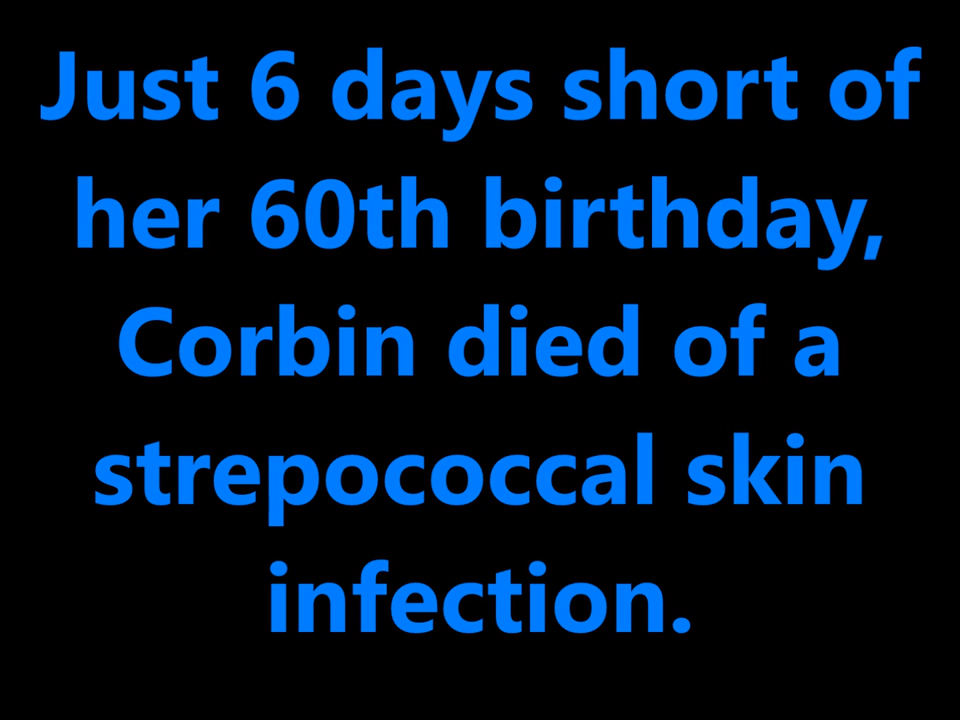 Just 6 days short of
her 60th birthday,
Corbin died of a
strepococcal skin
infection.